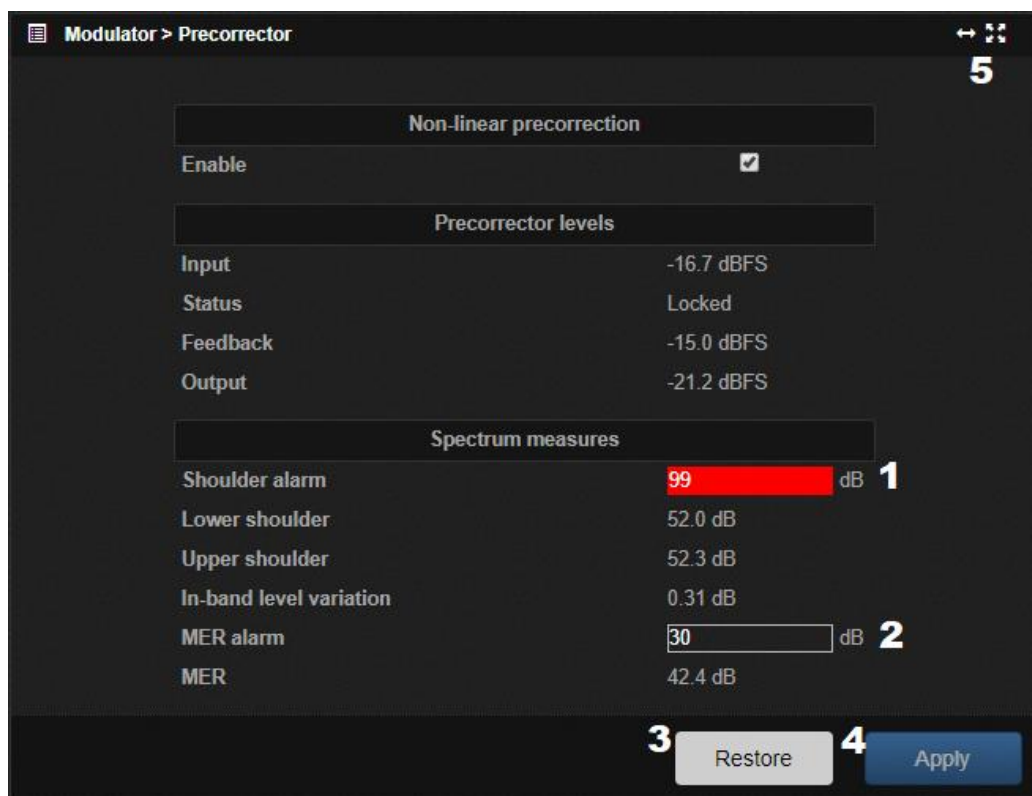 Modulator > Precorrector
5
Non-linear precorrection
Enable
Precorrector levels
Input -16.7 dBFS
Status Locked
Feedback -15.0 dBFS
Output -21.2 dBFS
Spectrum measures
Shoulder alarm 99 dB 1
Lower shoulder 52.0 dB
Upper shoulder 52.3 dB
In-band level variation 0.31 dB
MER alarm 30 dB 2
MER 42.4 dB
3 Restore 4 Apply